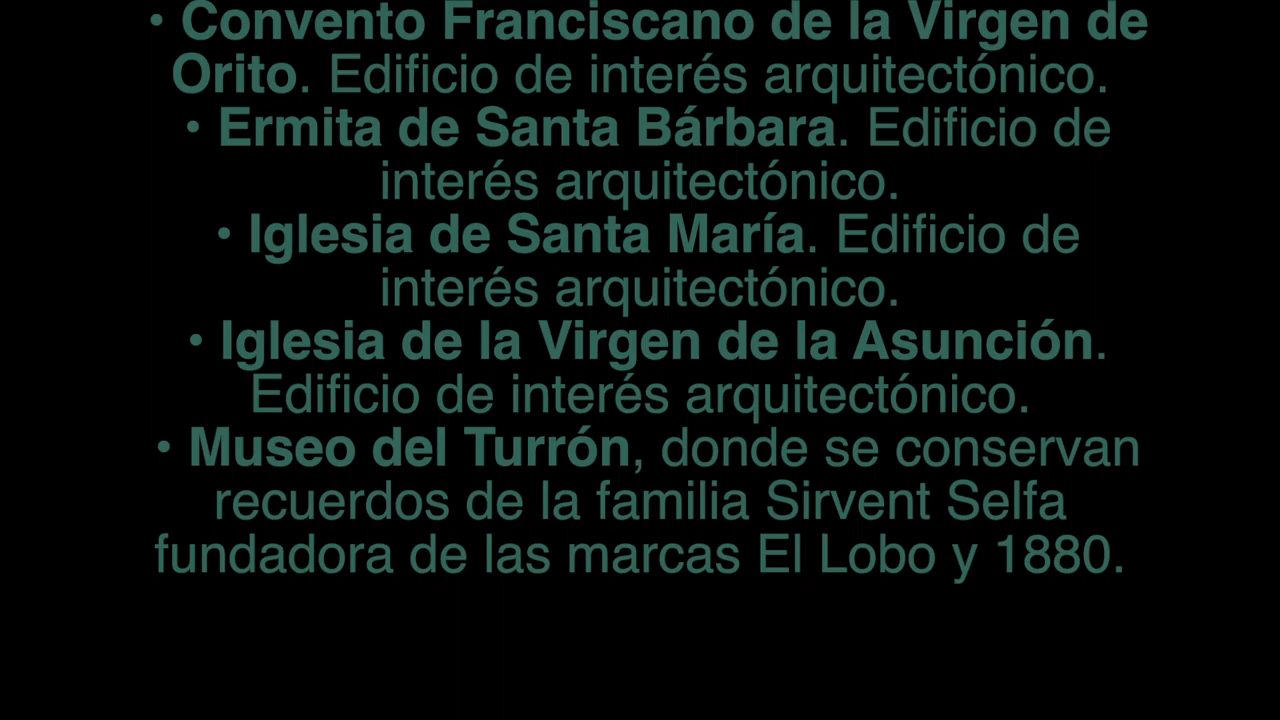 • Convento Franciscano de la Virgen de
Orito. Edificio de interés arquitectónico.
• Ermita de Santa Bárbara. Edificio de
interés arquitectónico.
• Iglesia de Santa María. Edificio de
interés arquitectónico.
• Iglesia de la Virgen de la Asunción.
Edificio de interés arquitectónico.
• Museo del Turrón, donde se conservan
recuerdos de la familia Sirvent Selfa
fundadora de las marcas El Lobo y 1880.